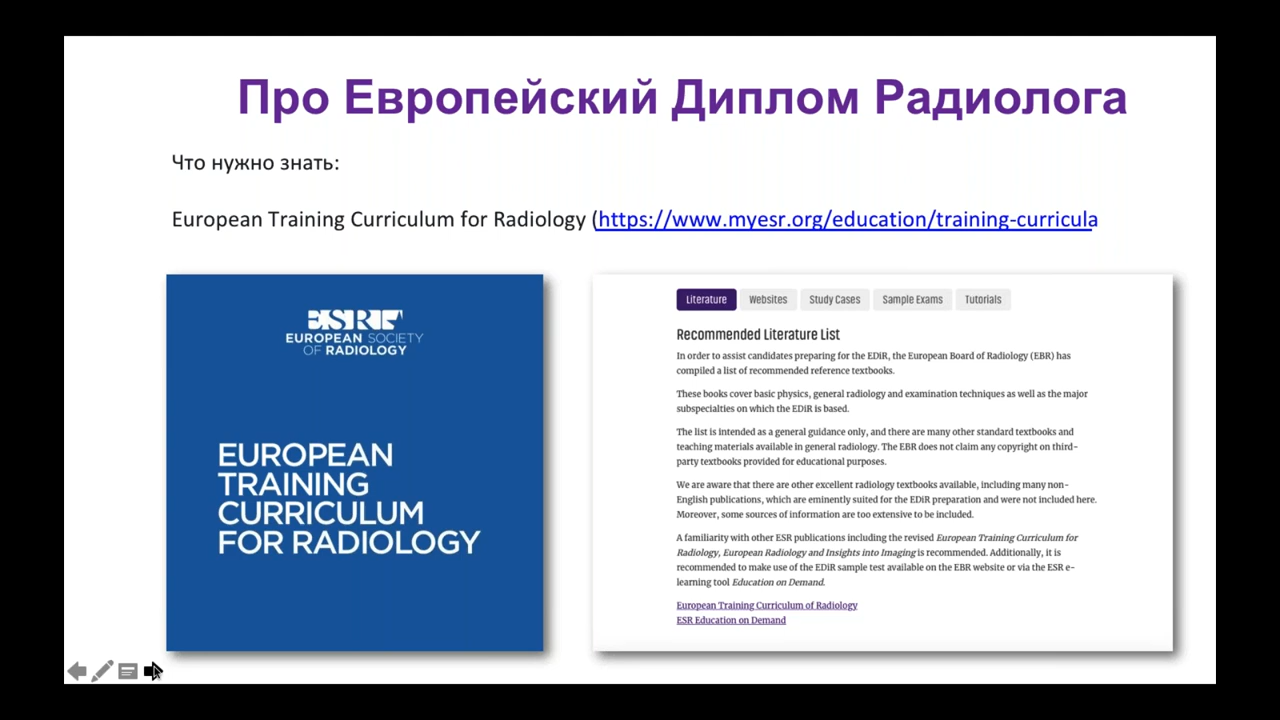 Про Европейский Диплом Радиолога
Что нужно знать:
European Training Curriculum for Radiology (https://www.myesr.org/education/training-curricula
ESR
EUROPEAN SOCIETY
OF RADIOLOGY
EUROPEAN
TRAINING
CURRICULUM
FOR RADIOLOGY
Literature Websites Study Cases Sample Exams Tutorials
Recommended Literature List
In order to assist candidates preparing for the EDiR, the European Board of Radiology (EBR) has
compiled a list of recommended reference textbooks.
These books cover basic physics, general radiology and examination techniques as well as the major
subspecialties on which the EDiR is based.
The list is intended as a general guidance only, and there are many other standard textbooks and
teaching materials available in general radiology. The EBR does not claim any copyright on third-
party textbooks provided for educational purposes.
We are aware that there are other excellent radiology textbooks available, including many non-
English publications, which are eminently suited for the EDiR preparation and were not included here.
Moreover, some sources of information are too extensive to be included.
A familiarity with other ESR publications including the revised European Training Curriculum for
Radiology, European Radiology and Insights into Imaging is recommended. Additionally, it is
recommended to make use of the EDiR sample test available on the EBR website or via the ESR e-
learning tool Education on Demand.
European Training Curriculum of Radiology
ESR Education on Demand